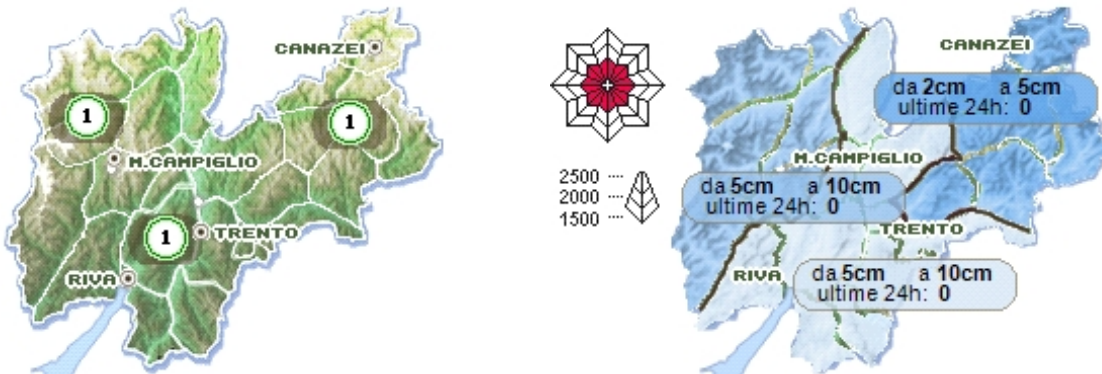 CANAZEI
1
1
M.CAMPIGLIO
1
TRENTO
RIVA
2500
2000
1500
CANAZEI
da 2cm a 5cm
ultime 24h: 0
M.CAMPIGLIO
da 5cm a 10cm
ultime 24h: 0
TRENTO
RIVA
da 5cm a 10cm
ultime 24h: 0